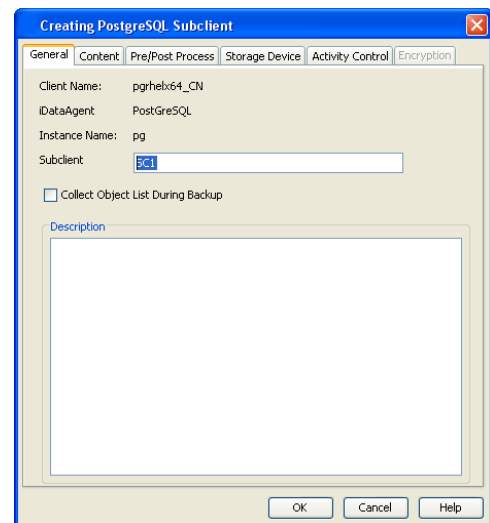 Creating PostgreSQL Subclient
General Content Pre/Post Process Storage Device Activity Control Encryption
Client Name: pgrhelx64_CN
iDataAgent PostGreSQL
Instance Name: pg
Subclient SC1
Collect Object List During Backup
Description
OK Cancel Help